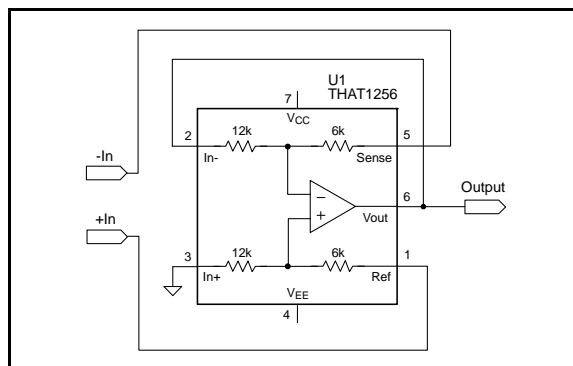 U1
THAT1256
7
VCC
2
12k
6k
5
In-
Sense
-In
−
Output
6
+
Vout
+In
3
12k
6k
1
In+
Ref
VEE
4